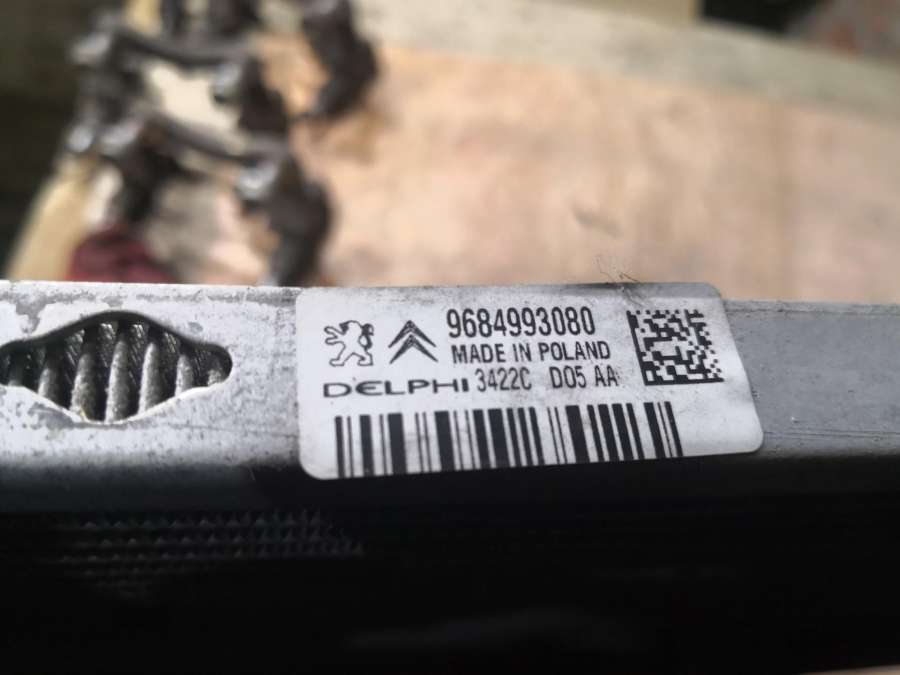 9684993080
MADE IN POLAND
DELPHI 3422C D05 AA